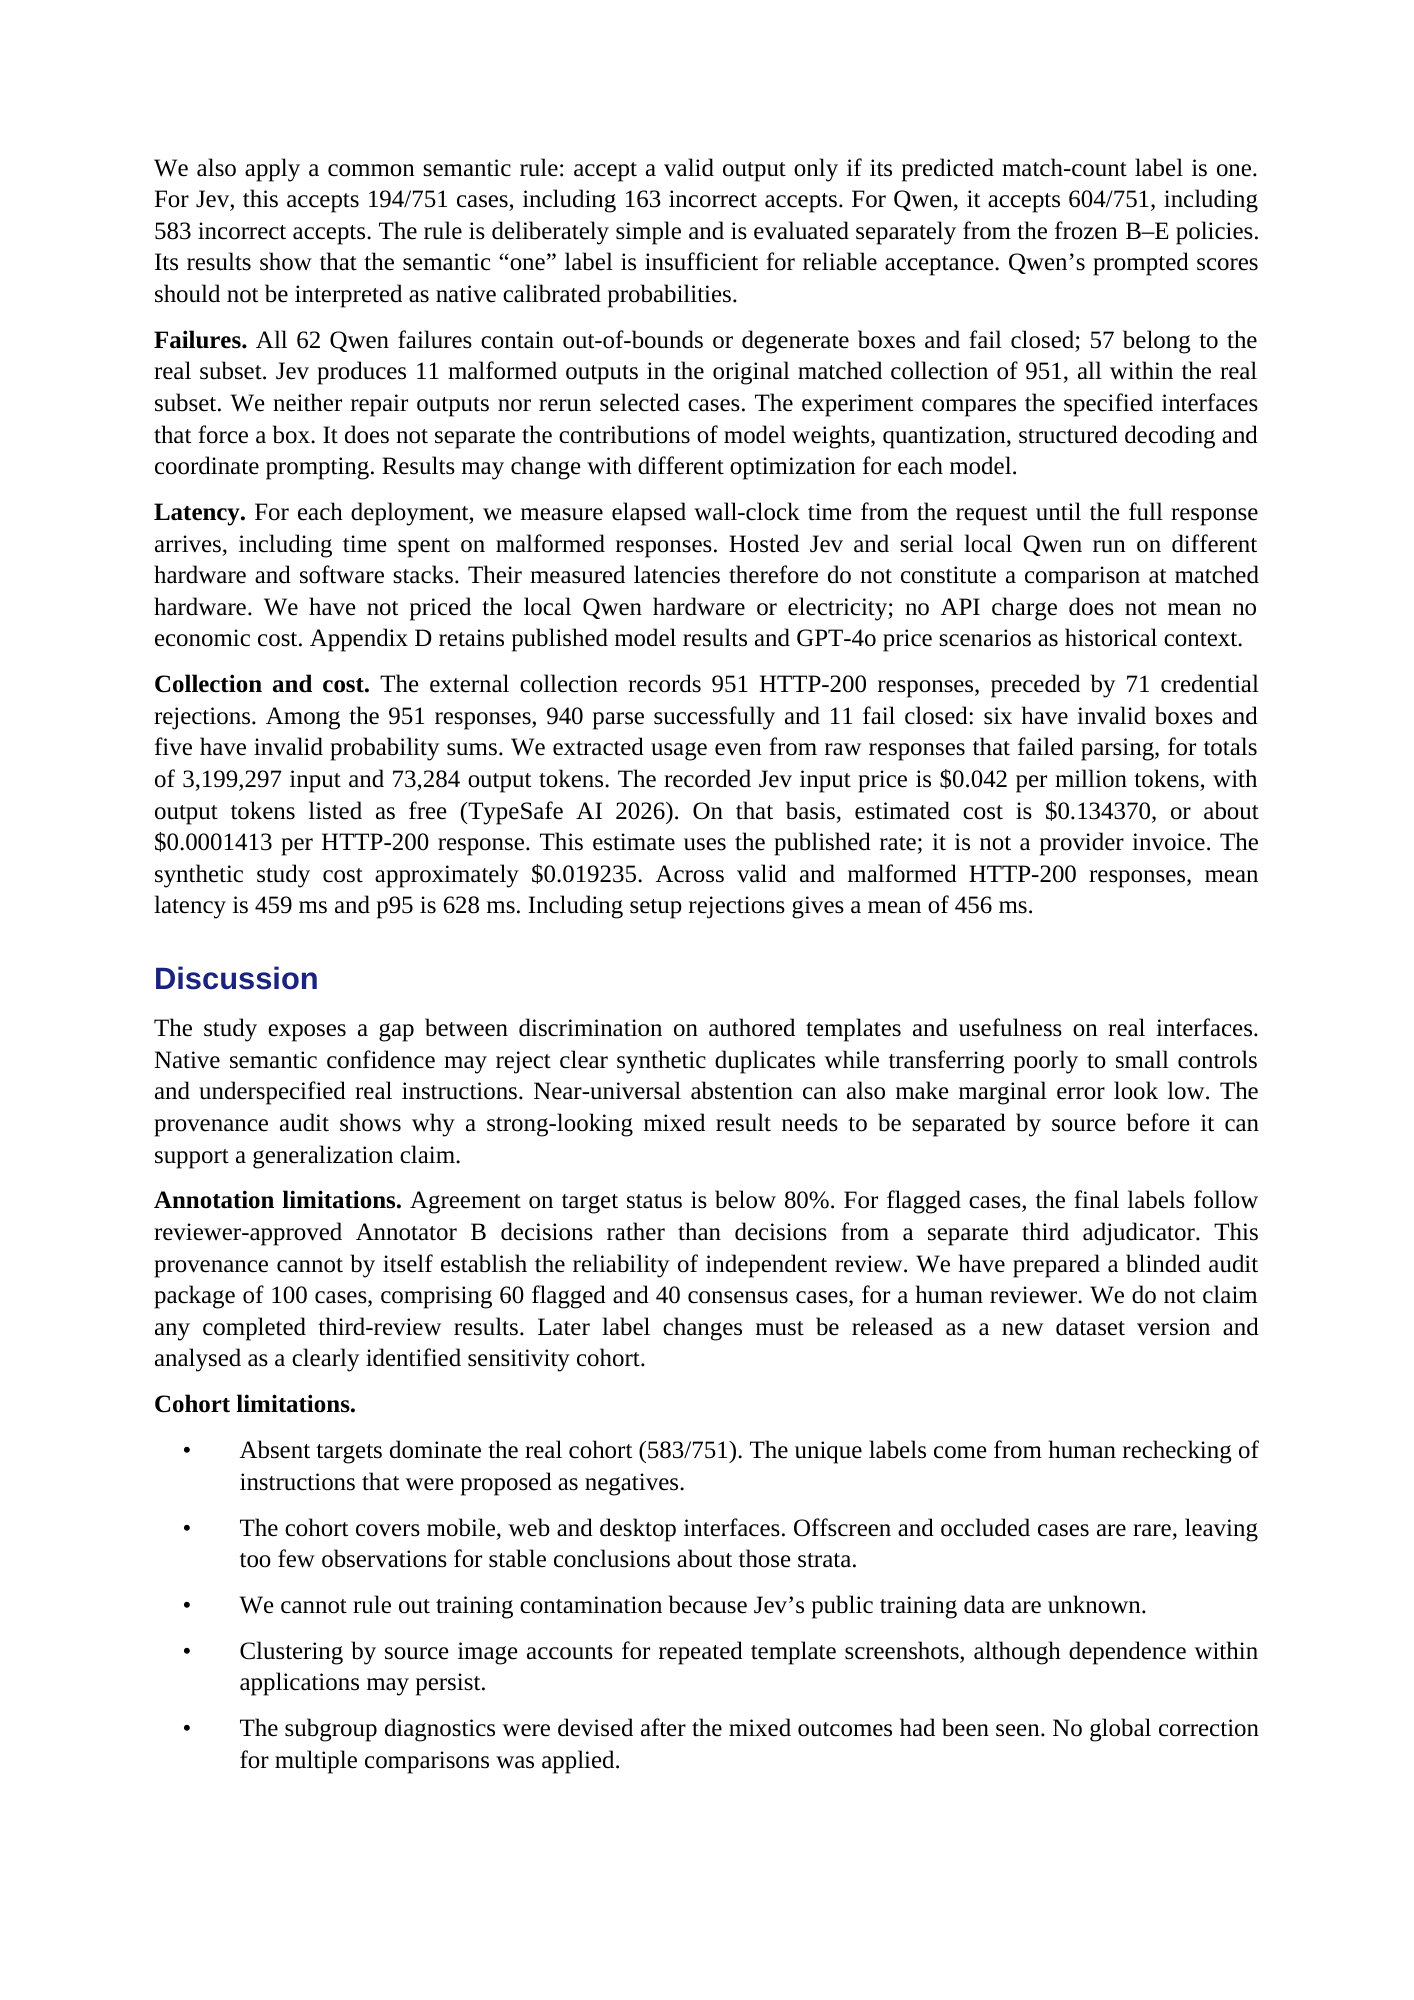 We also apply a common semantic rule: accept a valid output only if its predicted match-count label is one.
For Jev, this accepts 194/751 cases, including 163 incorrect accepts. For Qwen, it accepts 604/751, including
583 incorrect accepts. The rule is deliberately simple and is evaluated separately from the frozen B–E policies.
Its results show that the semantic “one” label is insufficient for reliable acceptance. Qwen’s prompted scores
should not be interpreted as native calibrated probabilities.
Failures. All 62 Qwen failures contain out-of-bounds or degenerate boxes and fail closed; 57 belong to the
real subset. Jev produces 11 malformed outputs in the original matched collection of 951, all within the real
subset. We neither repair outputs nor rerun selected cases. The experiment compares the specified interfaces
that force a box. It does not separate the contributions of model weights, quantization, structured decoding and
coordinate prompting. Results may change with different optimization for each model.
Latency. For each deployment, we measure elapsed wall-clock time from the request until the full response
arrives, including time spent on malformed responses. Hosted Jev and serial local Qwen run on different
hardware and software stacks. Their measured latencies therefore do not constitute a comparison at matched
hardware. We have not priced the local Qwen hardware or electricity; no API charge does not mean no
economic cost. Appendix D retains published model results and GPT-4o price scenarios as historical context.
Collection and cost. The external collection records 951 HTTP-200 responses, preceded by 71 credential
rejections. Among the 951 responses, 940 parse successfully and 11 fail closed: six have invalid boxes and
five have invalid probability sums. We extracted usage even from raw responses that failed parsing, for totals
of 3,199,297 input and 73,284 output tokens. The recorded Jev input price is $0.042 per million tokens, with
output tokens listed as free (TypeSafe AI 2026). On that basis, estimated cost is $0.134370, or about
$0.0001413 per HTTP-200 response. This estimate uses the published rate; it is not a provider invoice. The
synthetic study cost approximately $0.019235. Across valid and malformed HTTP-200 responses, mean
latency is 459 ms and p95 is 628 ms. Including setup rejections gives a mean of 456 ms.
Discussion
The study exposes a gap between discrimination on authored templates and usefulness on real interfaces.
Native semantic confidence may reject clear synthetic duplicates while transferring poorly to small controls
and underspecified real instructions. Near-universal abstention can also make marginal error look low. The
provenance audit shows why a strong-looking mixed result needs to be separated by source before it can
support a generalization claim.
Annotation limitations. Agreement on target status is below 80%. For flagged cases, the final labels follow
reviewer-approved Annotator B decisions rather than decisions from a separate third adjudicator. This
provenance cannot by itself establish the reliability of independent review. We have prepared a blinded audit
package of 100 cases, comprising 60 flagged and 40 consensus cases, for a human reviewer. We do not claim
any completed third-review results. Later label changes must be released as a new dataset version and
analysed as a clearly identified sensitivity cohort.
Cohort limitations.
• Absent targets dominate the real cohort (583/751). The unique labels come from human rechecking of
instructions that were proposed as negatives.
• The cohort covers mobile, web and desktop interfaces. Offscreen and occluded cases are rare, leaving
too few observations for stable conclusions about those strata.
• We cannot rule out training contamination because Jev’s public training data are unknown.
• Clustering by source image accounts for repeated template screenshots, although dependence within
applications may persist.
• The subgroup diagnostics were devised after the mixed outcomes had been seen. No global correction
for multiple comparisons was applied.